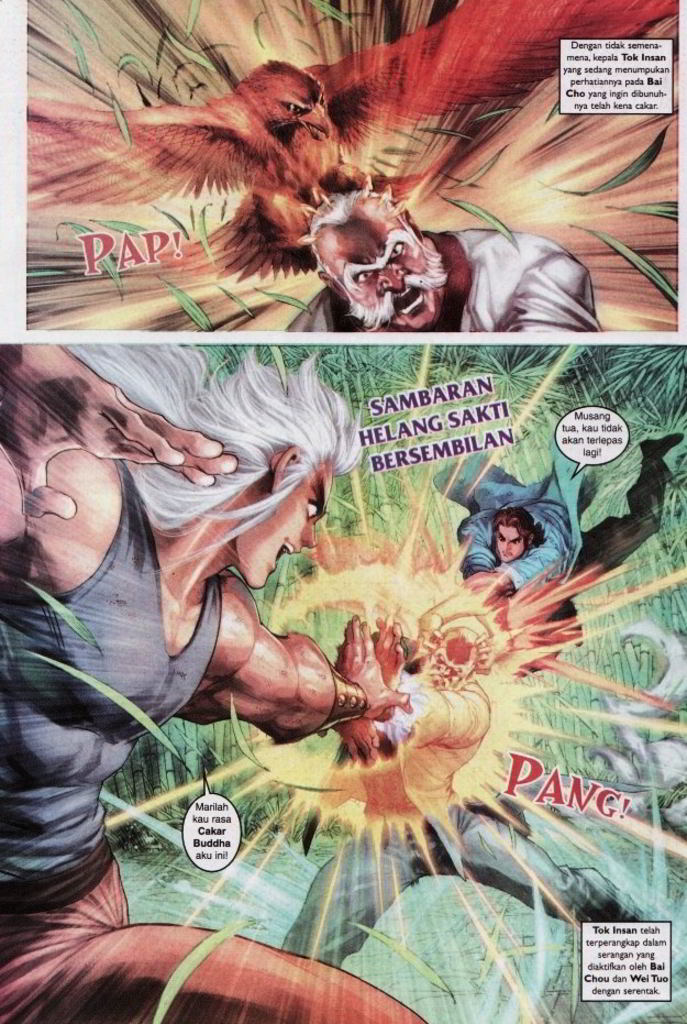 Dengan tidak semena-
mena, kepala Tok Insan
yang sedang menumpukan
perhatiannya pada Bai
Cho yang ingin dibunuh-
nya telah kena cakar.
PAP!
SAMBARAN
HELANG SAKTI
BERSEMBILAN
Musang
tua, kau tidak
akan terlepas
lagi!
PANG!
Marilah
kau rasa
Cakar
Buddha
aku ini!
Tok Insan telah
terperangkap dalam
serangan yang
diaktifkan oleh Bai
Chou dan Wei Tuo
dengan serentak.